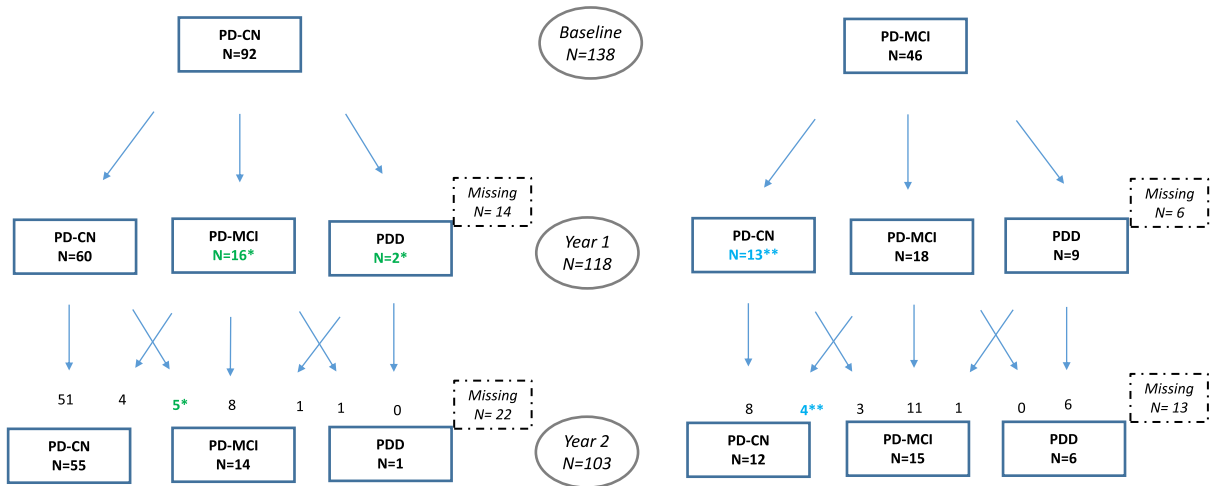 PD-CN
N=92
Baseline
N=138
PD-MCI
N=46
Missing
N= 14
Missing
N= 6
PD-CN
N=60
PD-MCI
N=16*
PDD
N=2*
Year 1
N=118
PD-CN
N=13**
PD-MCI
N=18
PDD
N=9
51 4 5* 8 1 1 0
Missing
N= 22
8 4** 3 11 1 0 6
Missing
N= 13
PD-CN
N=55
PD-MCI
N=14
PDD
N=1
Year 2
N=103
PD-CN
N=12
PD-MCI
N=15
PDD
N=6